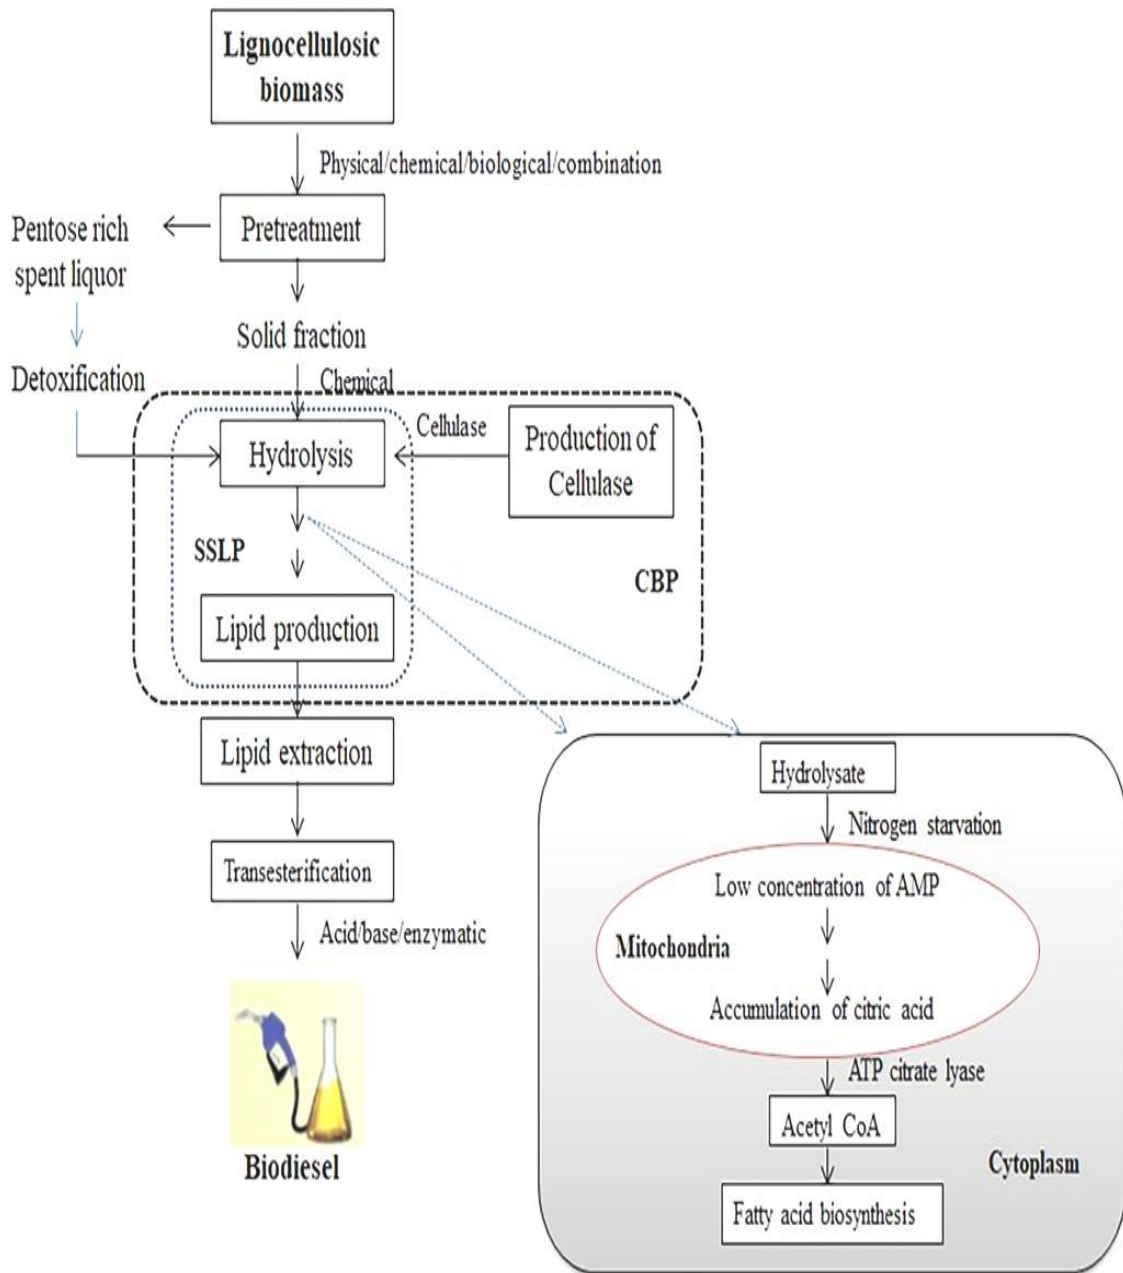 Lignocellulosic
biomass
Physical/chemical/biological/combination
Pentose rich
spent liquor
Pretreatment
Solid fraction
Detoxification
Chemical
Hydrolysis
Cellulase
Production of
Cellulase
SSLP
CBP
Lipid production
Lipid extraction
Transesterification
Acid/base/enzymatic
Biodiesel
Hydrolysate
Nitrogen starvation
Low concentration of AMP
Mitochondria
Accumulation of citric acid
ATP citrate lyase
Acetyl CoA
Cytoplasm
Fatty acid biosynthesis